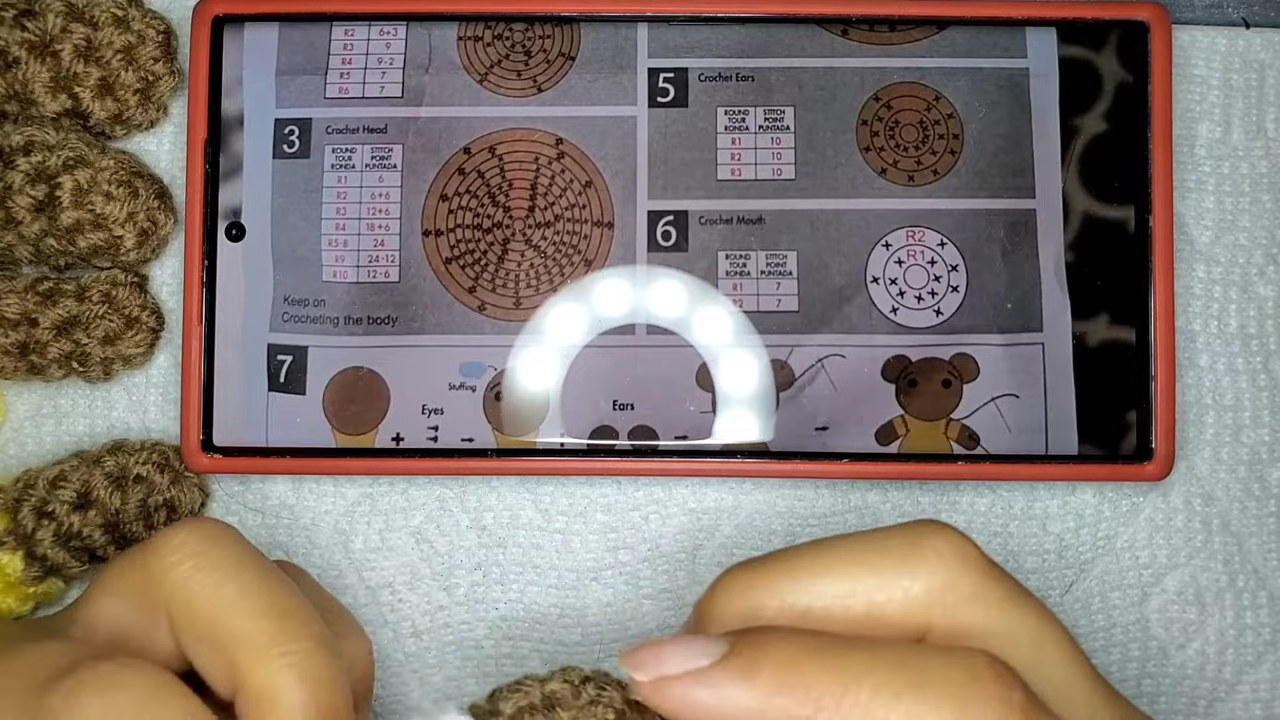 R2 6+3
R3 9
R4 9-2
R5 7
R6 7
3 Crochet Head
ROUND STITCH
TOUR POINT
RONDA PUNTADA
R1 6
R2 6+6
R3 12+6
R4 18+6
R5-8 24
R9 24-12
R10 12-6
Keep on
Crocheting the body
5 Crochet Ears
ROUND STITCH
TOUR POINT
RONDA PUNTADA
R1 10
R2 10
R3 10
6 Crochet Mouth
ROUND STITCH
TOUR POINT
RONDA PUNTADA
R1 7
7
R2
R1
7
Stuffing
Eyes
Ears